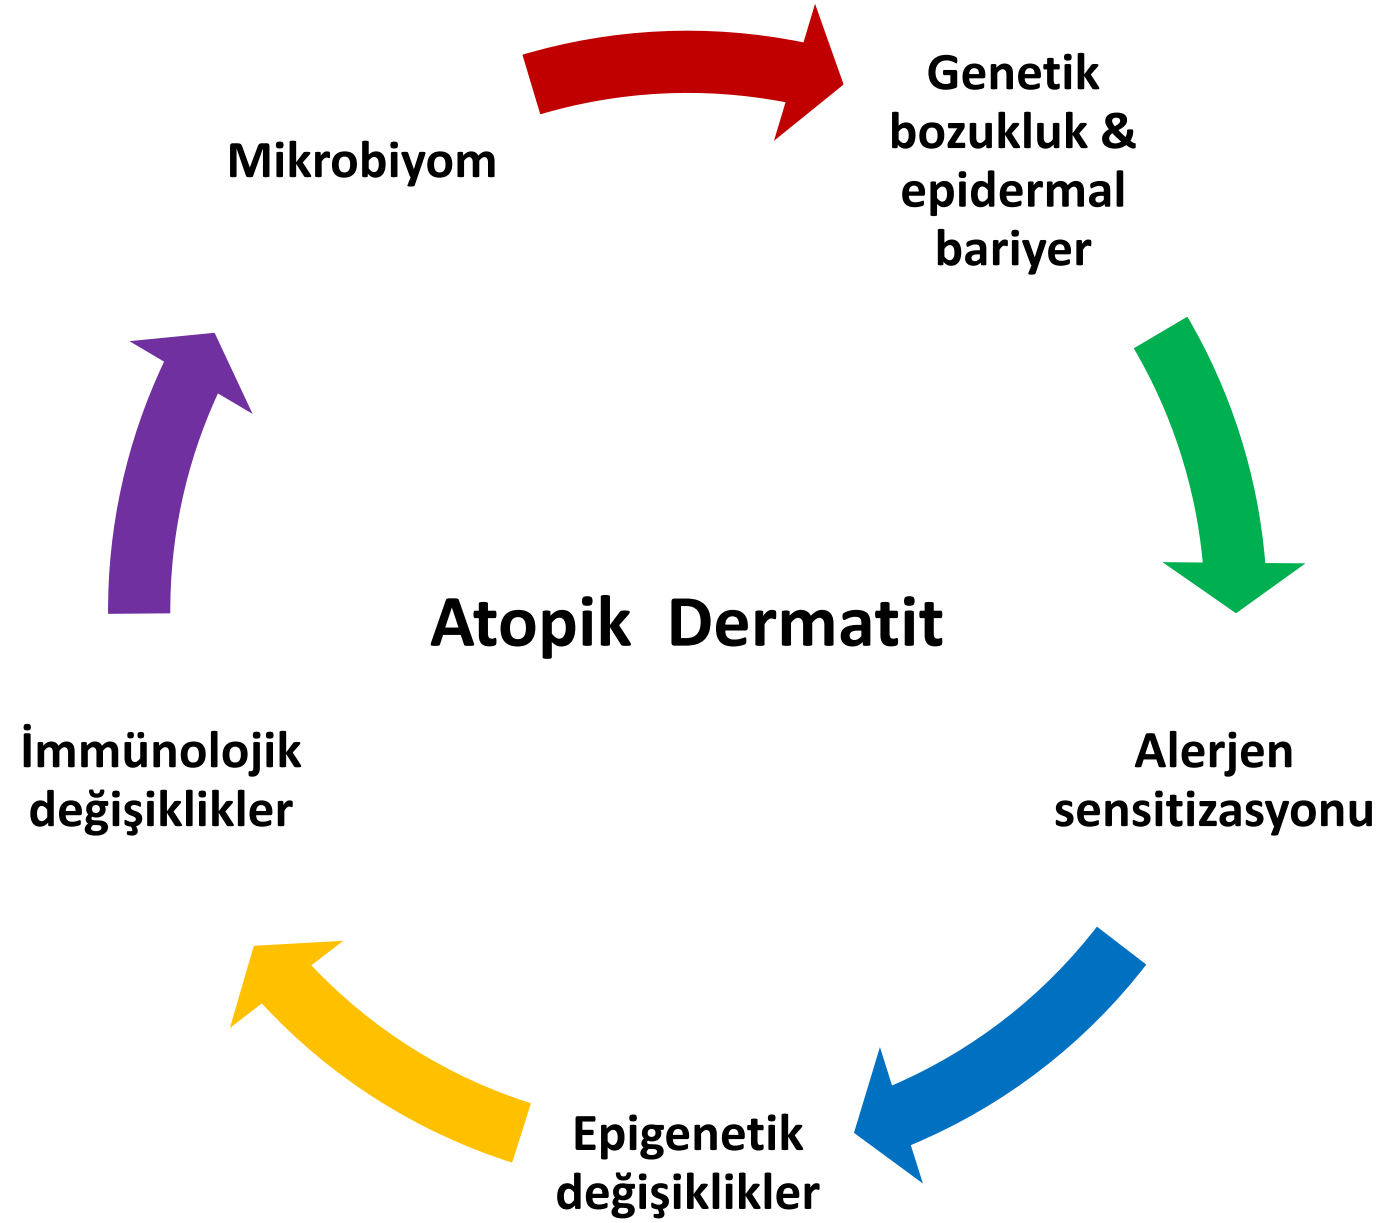 Genetik
bozukluk &
epidermal
bariyer
Mikrobiyom
Atopik  Dermatit
İmmünolojik
değişiklikler
Alerjen
sensitizasyonu
Epigenetik
değişiklikler